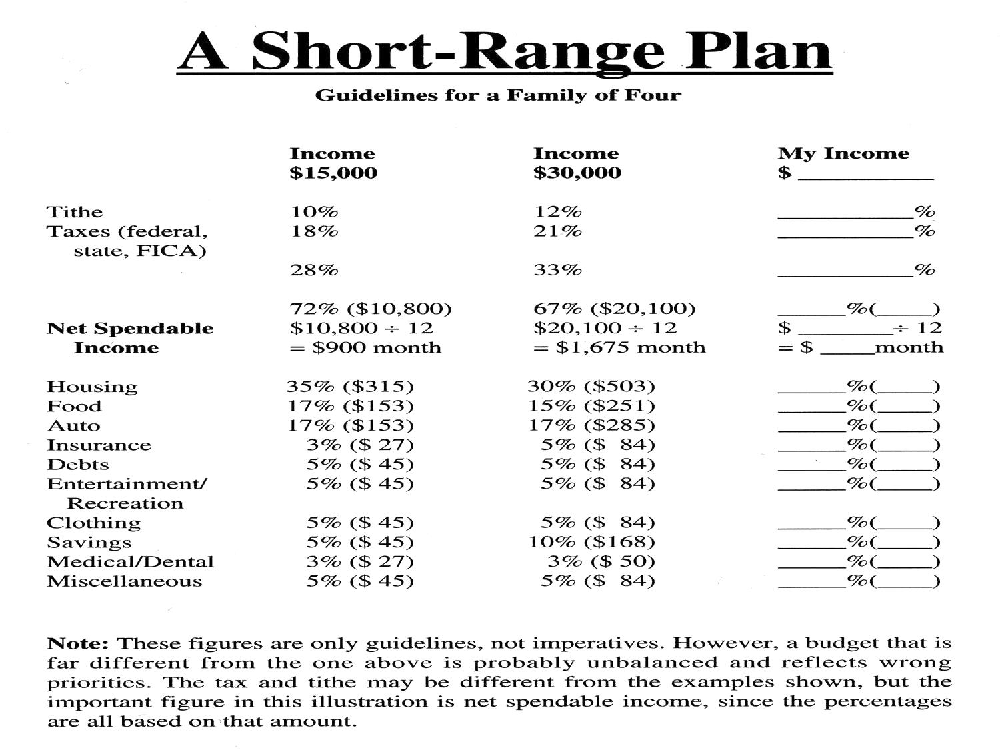 A Short-Range Plan
Guidelines for a Family of Four
Income Income My Income
$15,000 $30,000 $ ____________
Tithe 10% 12% ____________%
Taxes (federal, 18% 21% ____________%
state, FICA)
28% 33% ____________%
72% ($10,800) 67% ($20,100) ______%(_____)
Net Spendable $10,800 ÷ 12 $20,100 ÷ 12 $ ________÷ 12
Income = $900 month = $1,675 month = $ _____month
Housing 35% ($315) 30% ($503) ______%(_____)
Food 17% ($153) 15% ($251) ______%(_____)
Auto 17% ($153) 17% ($285) ______%(_____)
Insurance 3% ($ 27) 5% ($ 84) ______%(_____)
Debts 5% ($ 45) 5% ($ 84) ______%(_____)
Entertainment/ 5% ($ 45) 5% ($ 84) ______%(_____)
Recreation
Clothing 5% ($ 45) 5% ($ 84) ______%(_____)
Savings 5% ($ 45) 10% ($168) ______%(_____)
Medical/Dental 3% ($ 27) 3% ($ 50) ______%(_____)
Miscellaneous 5% ($ 45) 5% ($ 84) ______%(_____)
Note: These figures are only guidelines, not imperatives. However, a budget that is
far different from the one above is probably unbalanced and reflects wrong
priorities. The tax and tithe may be different from the examples shown, but the
important figure in this illustration is net spendable income, since the percentages
are all based on that amount.